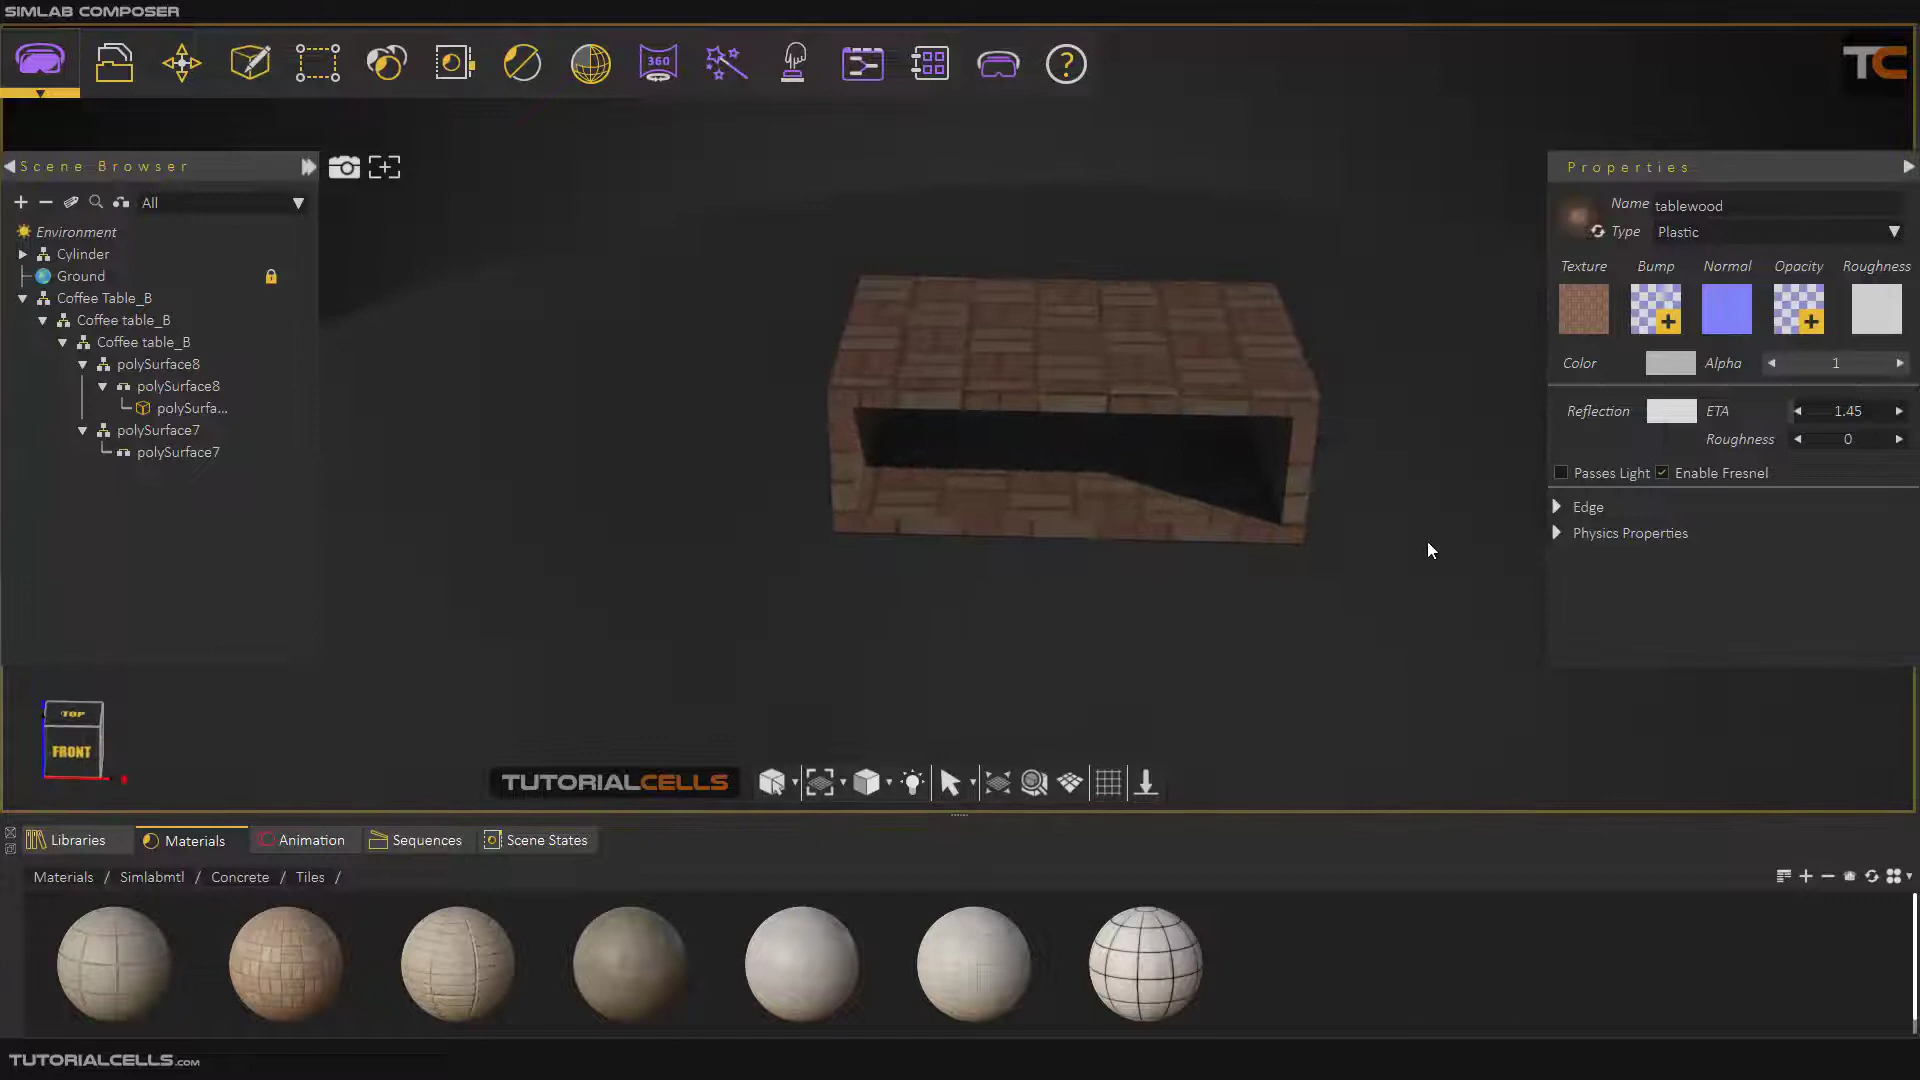 SIMLAB COMPOSER
360
?
TC
Scene Browser
All
Environment
Cylinder
Ground
Coffee Table_B
Coffee table_B
Coffee table_B
polySurface8
polySurface8
polySurfa...
polySurface7
polySurface7
Properties
Name tablewood
Type Plastic
Texture Bump Normal Opacity Roughness
Color Alpha 1
Reflection ETA 1.45
Roughness 0
Passes Light Enable Fresnel
Edge
Physics Properties
TOP
FRONT
TUTORIALCELLS
Libraries Materials Animation Sequences Scene States
Materials / Simlabmtl / Concrete / Tiles /
TUTORIALCELLS.COM